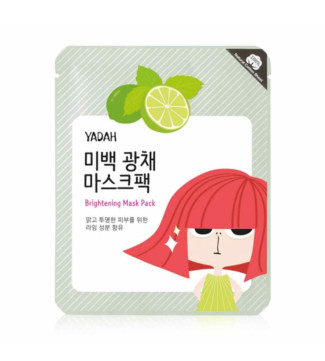 YADAH
미백 광채
마스크팩
Brightening Mask Pack
맑고 투명한 피부를 위한
라임 성분 함유